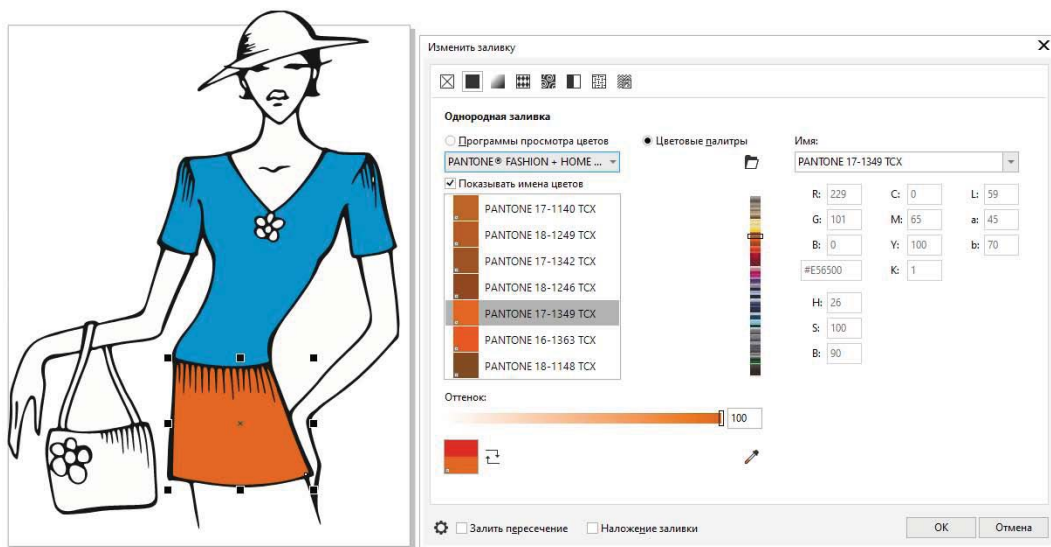 Изменить заливку
X
Однородная заливка
Программы просмотра цветов
Цветовые палитры
Имя:
PANTONE® FASHION + HOME ...
PANTONE 17-1349 TCX
Показывать имена цветов
PANTONE 17-1140 TCX
PANTONE 18-1249 TCX
PANTONE 17-1342 TCX
PANTONE 18-1246 TCX
PANTONE 17-1349 TCX
PANTONE 16-1363 TCX
PANTONE 18-1148 TCX
R: 229 C: 0 L: 59
G: 101 M: 65 a: 45
B: 0 Y: 100 b: 70
#E56500 K: 1
H: 26
S: 100
B: 90
Оттенок:
100
Залить пересечение
Наложение заливки
ОК
Отмена